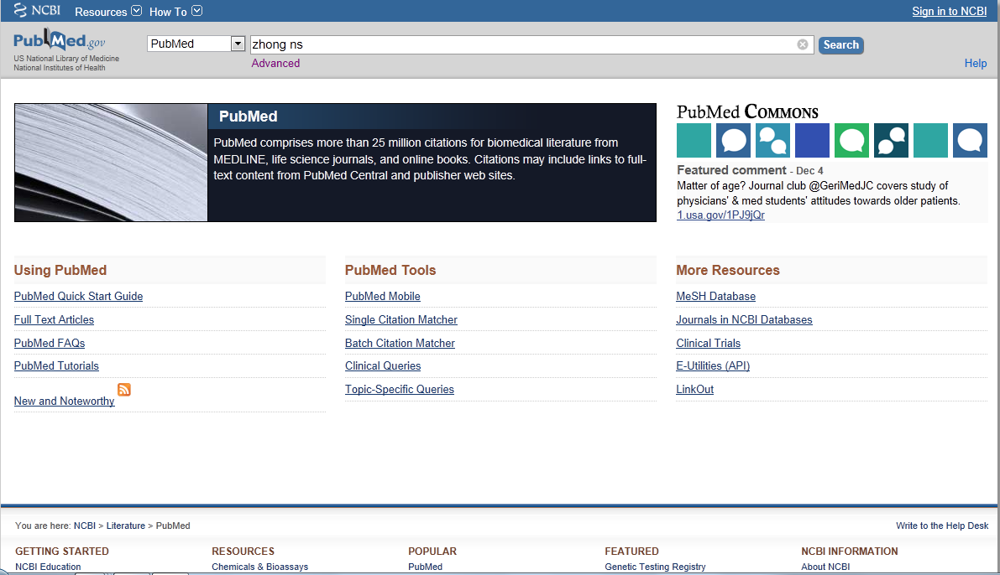 NCBI Resources How To Sign in to NCBI
PubMed.gov
US National Library of Medicine
National Institutes of Health
PubMed
zhong ns
Search
Advanced
Help
PubMed
PubMed comprises more than 25 million citations for biomedical literature from
MEDLINE, life science journals, and online books. Citations may include links to full-
text content from PubMed Central and publisher web sites.
PubMed COMMONS
Featured comment - Dec 4
Matter of age? Journal club @GeriMedJC covers study of
physicians' & med students' attitudes towards older patients.
1.usa.gov/1PJ9jQr
Using PubMed
PubMed Quick Start Guide
Full Text Articles
PubMed FAQs
PubMed Tutorials
New and Noteworthy
PubMed Tools
PubMed Mobile
Single Citation Matcher
Batch Citation Matcher
Clinical Queries
Topic-Specific Queries
More Resources
MeSH Database
Journals in NCBI Databases
Clinical Trials
E-Utilities (API)
LinkOut
You are here: NCBI > Literature > PubMed
Write to the Help Desk
GETTING STARTED
NCBI Education
RESOURCES
Chemicals & Bioassays
POPULAR
PubMed
FEATURED
Genetic Testing Registry
NCBI INFORMATION
About NCBI